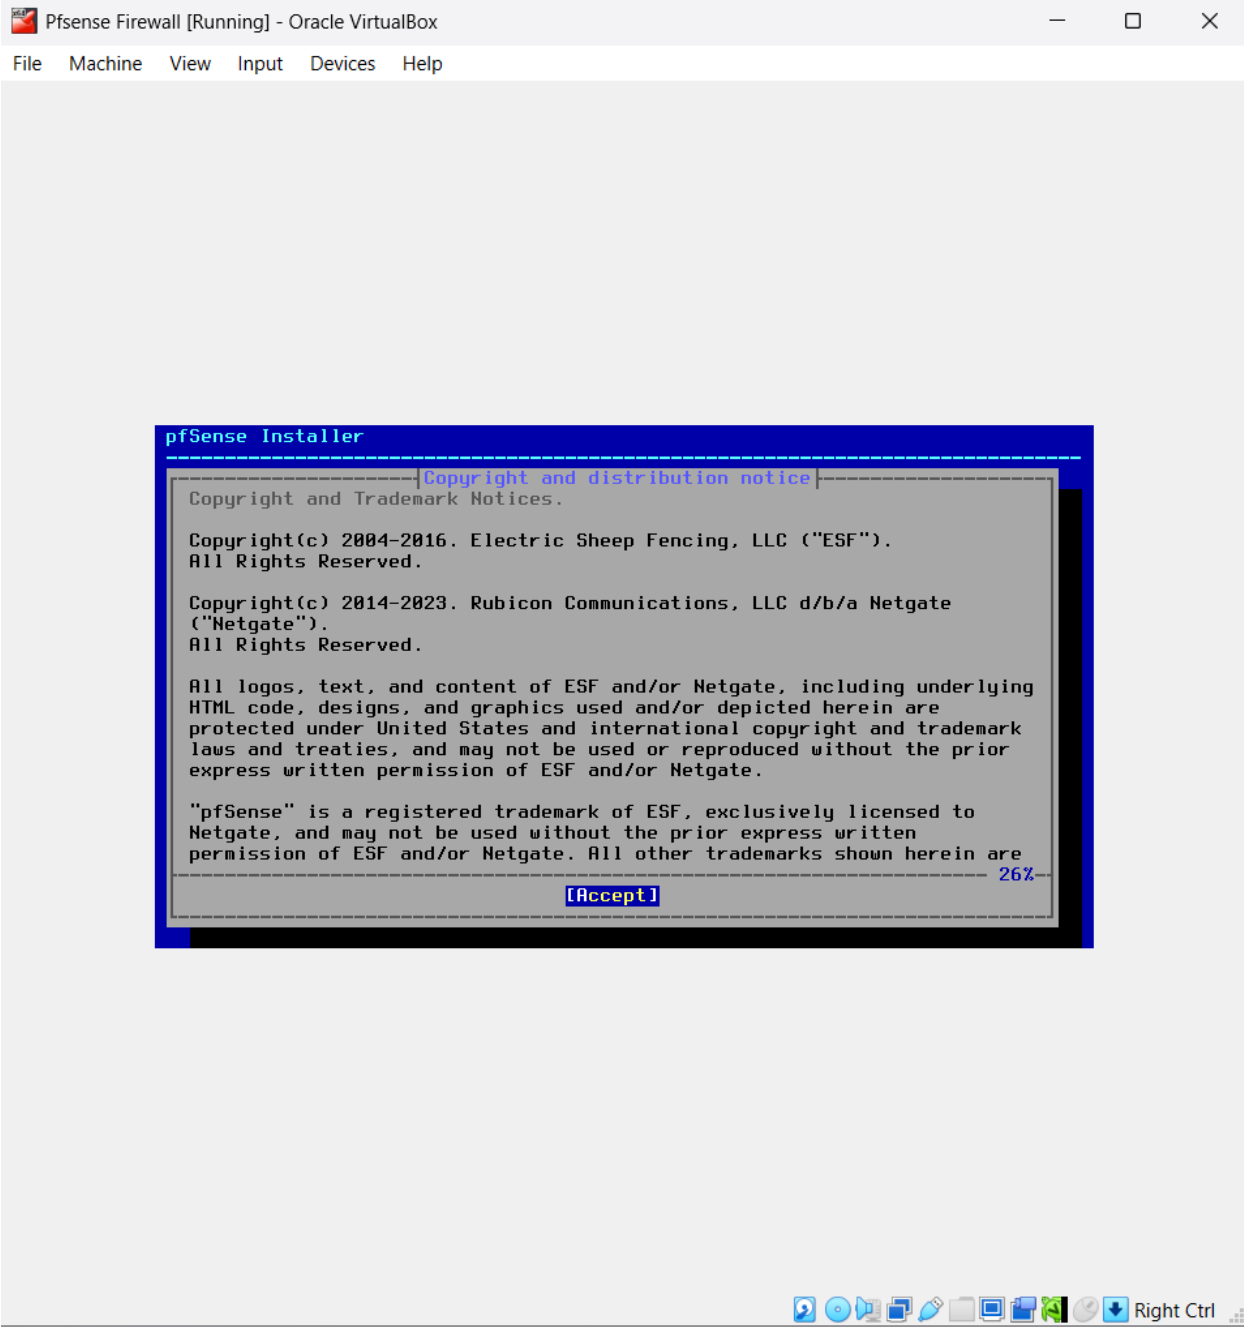 Pfsense Firewall [Running] - Oracle VirtualBox
File Machine View Input Devices Help
pfSense Installer
Copyright and distribution notice
Copyright and Trademark Notices.
Copyright(c) 2004-2016. Electric Sheep Fencing, LLC ("ESF").
All Rights Reserved.
Copyright(c) 2014-2023. Rubicon Communications, LLC d/b/a Netgate
("Netgate").
All Rights Reserved.
All logos, text, and content of ESF and/or Netgate, including underlying
HTML code, designs, and graphics used and/or depicted herein are
protected under United States and international copyright and trademark
laws and treaties, and may not be used or reproduced without the prior
express written permission of ESF and/or Netgate.
"pfSense" is a registered trademark of ESF, exclusively licensed to
Netgate, and may not be used without the prior express written
permission of ESF and/or Netgate. All other trademarks shown herein are
26%
[Accept]
Right Ctrl